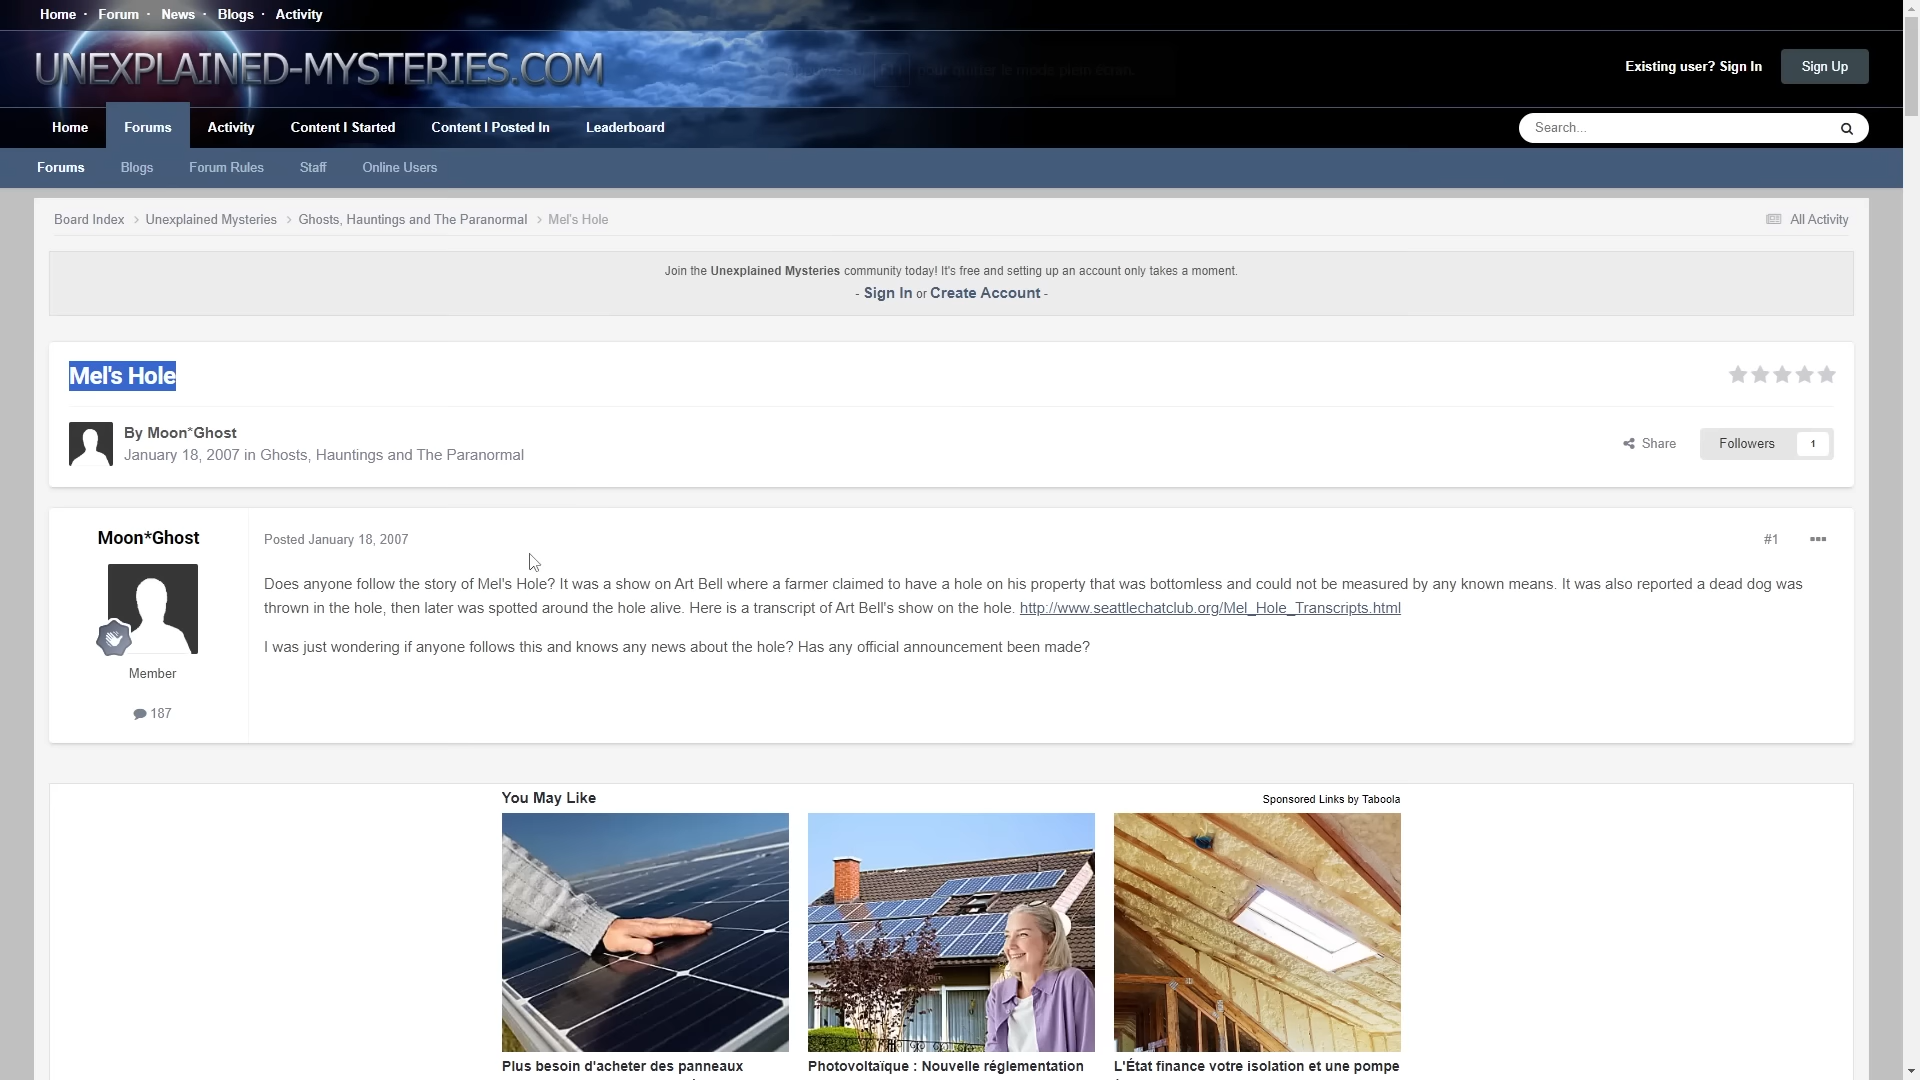 Home · Forum · News · Blogs · Activity
UNEXPLAINED-MYSTERIES.COM
pour quitter le mode plein écran.
Existing user? Sign In
Sign Up
Home Forums Activity Content I Started Content I Posted In Leaderboard
Search...
Forums Blogs Forum Rules Staff Online Users
Board Index > Unexplained Mysteries > Ghosts, Hauntings and The Paranormal > Mel's Hole
All Activity
Join the Unexplained Mysteries community today! It's free and setting up an account only takes a moment.
- Sign In or Create Account -
Mel's Hole
By Moon*Ghost
January 18, 2007 in Ghosts, Hauntings and The Paranormal
Share
Followers 1
Moon*Ghost
Member
187
Posted January 18, 2007
#1
Does anyone follow the story of Mel's Hole? It was a show on Art Bell where a farmer claimed to have a hole on his property that was bottomless and could not be measured by any known means. It was also reported a dead dog was
thrown in the hole, then later was spotted around the hole alive. Here is a transcript of Art Bell's show on the hole. http://www.seattlechatclub.org/Mel_Hole_Transcripts.html
I was just wondering if anyone follows this and knows any news about the hole? Has any official announcement been made?
You May Like
Sponsored Links by Taboola
Plus besoin d'acheter des panneaux
Photovoltaïque : Nouvelle réglementation
L'État finance votre isolation et une pompe